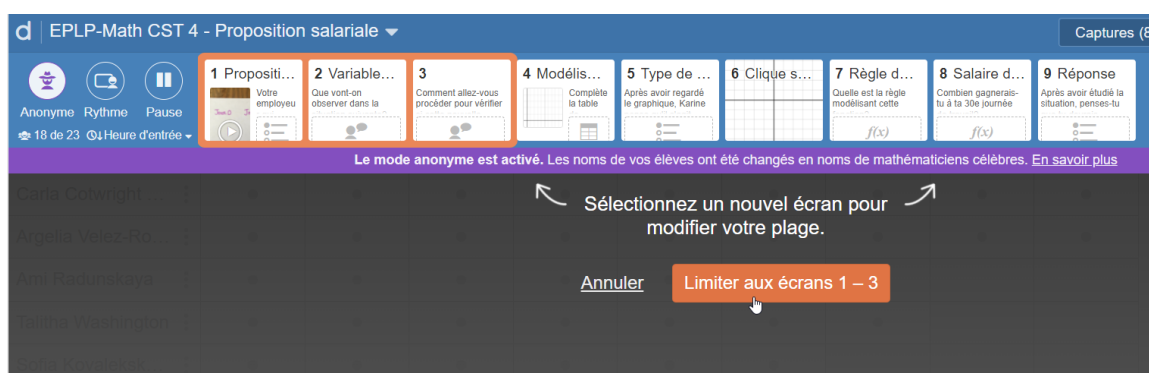 d EPLP-Math CST 4 - Proposition salariale
Captures (8
Anonyme Rythme Pause
18 de 23 Heure d'entrée
1 Propositi...
Votre
employeu
2 Variable...
Que vont-on
observer dans la
3
Comment allez-vous
procéder pour vérifier
4 Modélis...
Complète
la table
5 Type de ...
Après avoir regardé
le graphique, Karine
6 Clique s...
7 Règle d...
Quelle est la règle
modélisant cette
f(x)
8 Salaire d...
Combien gagnerais-
tu à ta 30e journée
f(x)
9 Réponse
Après avoir étudié la
situation, penses-tu
Le mode anonyme est activé. Les noms de vos élèves ont été changés en noms de mathématiciens célèbres. En savoir plus
Carla Cotwright
Sélectionnez un nouvel écran pour
modifier votre plage.
Argelia Velez-Ro...
Ami Radunskaya
Annuler Limiter aux écrans 1 – 3
Talitha Washington